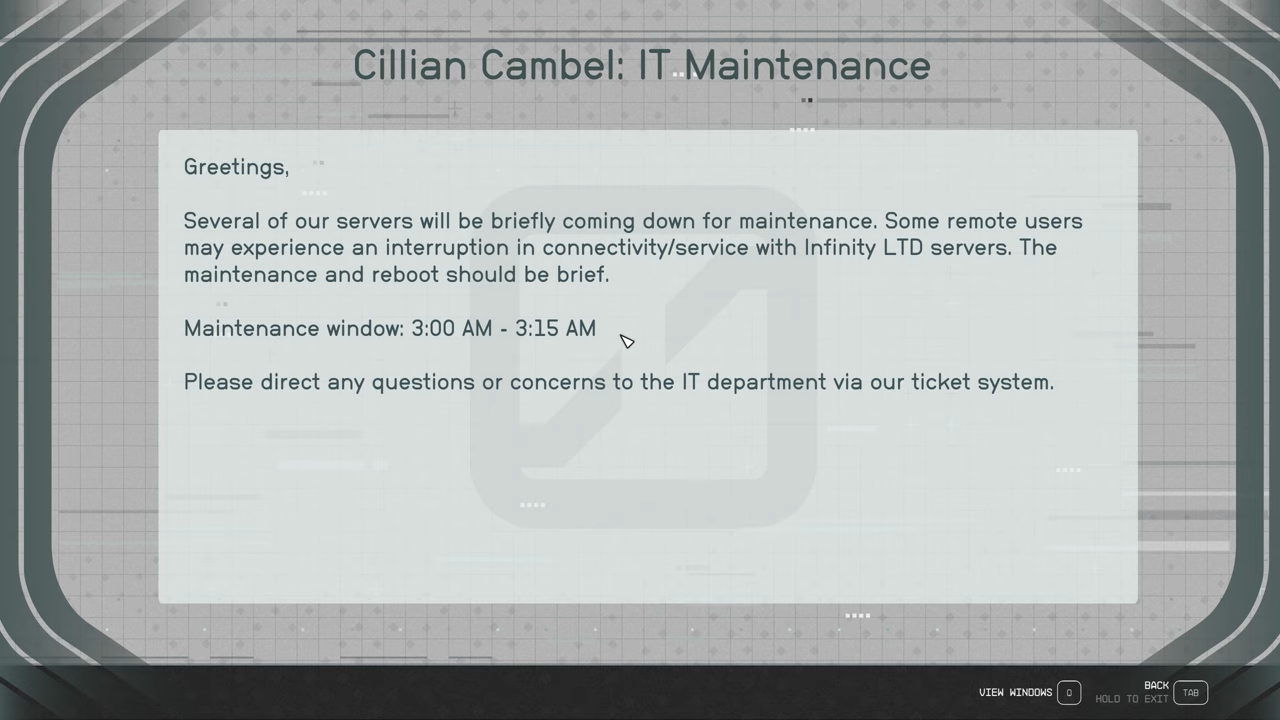 Cillian Cambel: IT Maintenance
Greetings,
Several of our servers will be briefly coming down for maintenance. Some remote users
may experience an interruption in connectivity/service with Infinity LTD servers. The
maintenance and reboot should be brief.
Maintenance window: 3:00 AM - 3:15 AM
Please direct any questions or concerns to the IT department via our ticket system.
VIEW WINDOWS Q
BACK
HOLD TO EXIT TAB